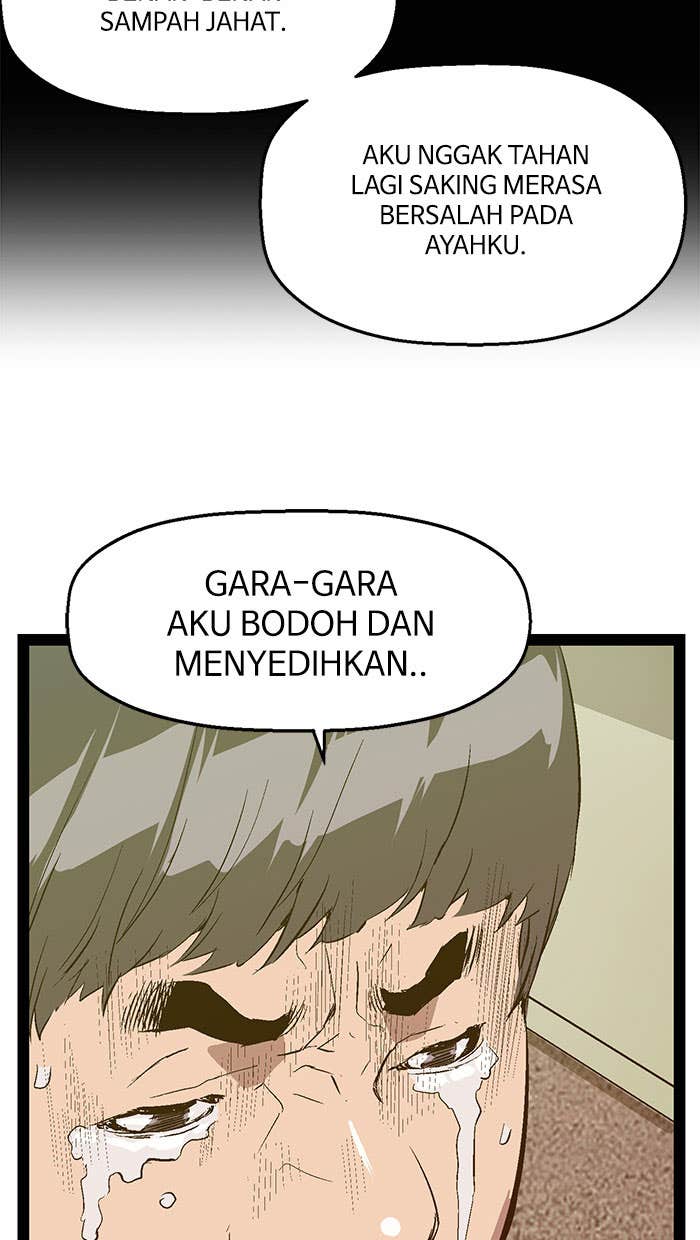 SAMPAH JAHAT.
AKU NGGAK TAHAN
LAGI SAKING MERASA
BERSALAH PADA
AYAHKU.
GARA-GARA
AKU BODOH DAN
MENYEDIHKAN..